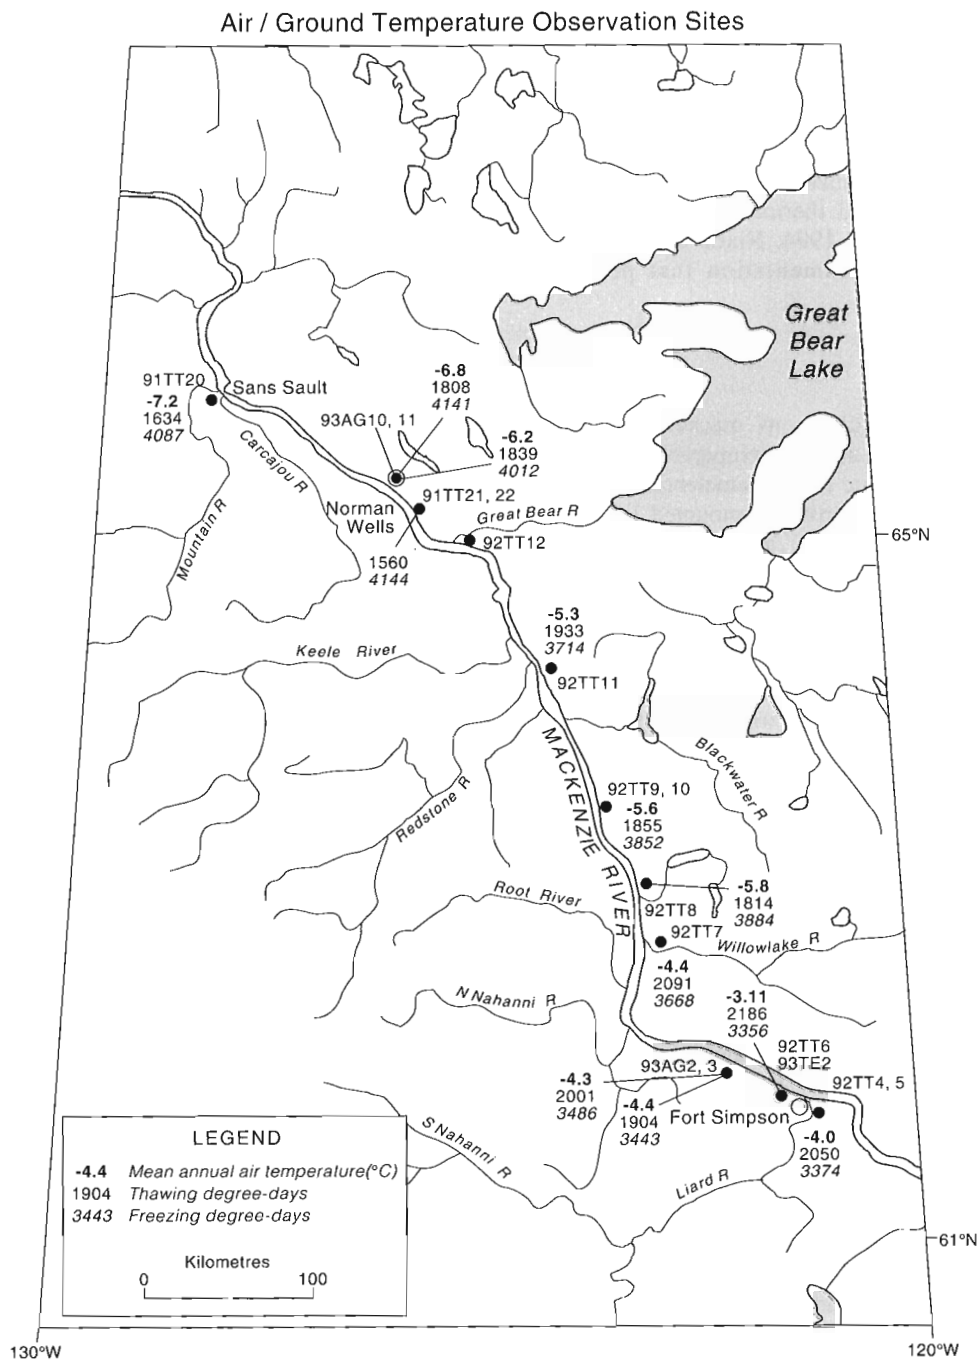 Air / Ground Temperature Observation Sites
Great
Bear
Lake
91TT20
-7.2
1634
4087
Sans Sault
-6.8
1808
4141
93AG10, 11
-6.2
1839
4012
Carcajou R
Mountain R
91TT21, 22
Norman
Wells
1560
4144
Great Bear R
92TT12
65°N
-5.3
1933
3714
92TT11
Keele River
MACKENZIE RIVER
Blackwater R
Redstone R
92TT9, 10
-5.6
1855
3852
-5.8
1814
3884
92TT8
Root River
92TT7
Willowlake R
-4.4
2091
3668
-3.11
2186
3356
N Nahanni R
92TT6
93TE2
93AG2, 3
92TT4, 5
-4.3
2001
3486
-4.4
1904
3443
Fort Simpson
-4.0
2050
3374
S Nahanni R
Liard R
LEGEND
-4.4 Mean annual air temperature(°C)
1904 Thawing degree-days
3443 Freezing degree-days
Kilometres
0 100
61°N
130°W
120°W